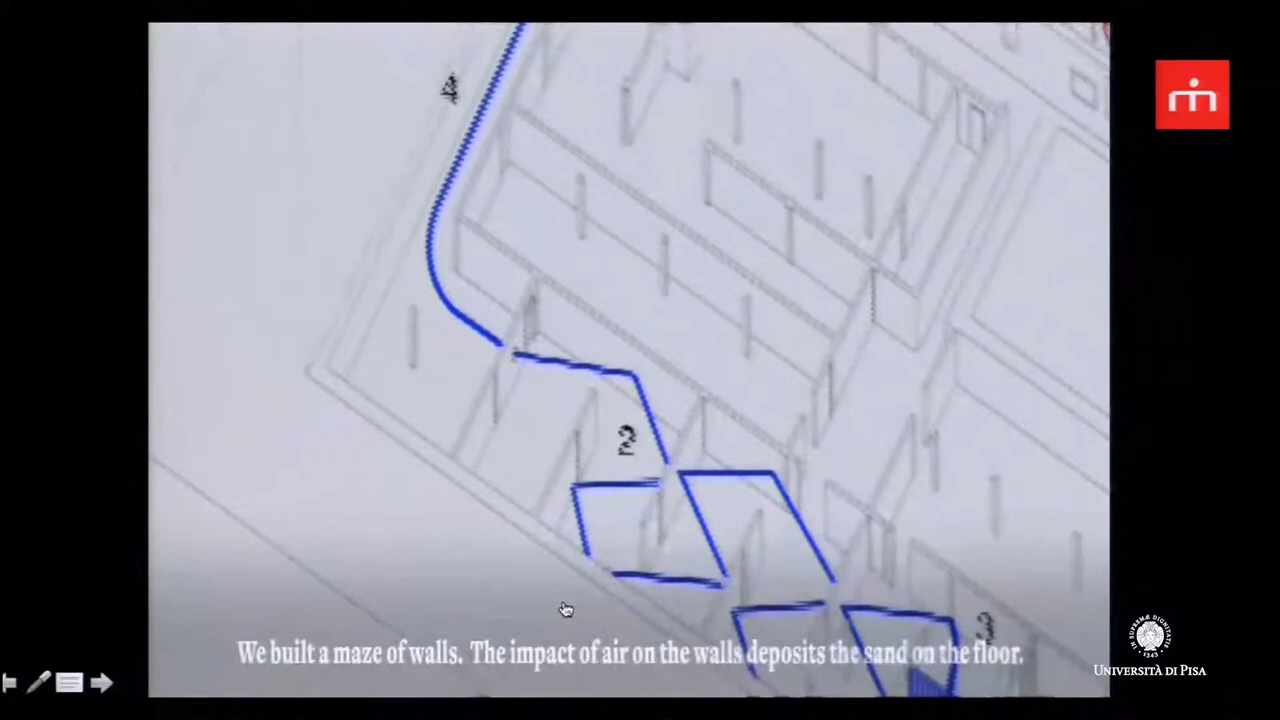 4
2
3
We built a maze of walls. The impact of air on the walls deposits the sand on the floor.
UNIVERSITÀ DI PISA